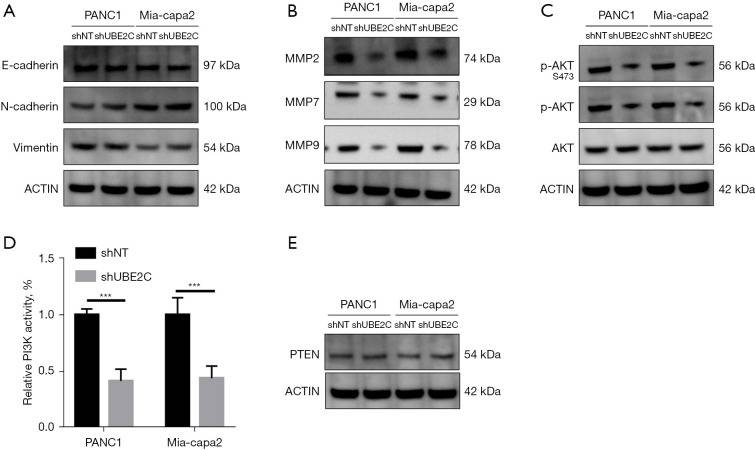 A
PANC1 Mia-capa2
shNT shUBE2C shNT shUBE2C
E-cadherin 97 kDa
N-cadherin 100 kDa
Vimentin 54 kDa
ACTIN 42 kDa
B
PANC1 Mia-capa2
shNT shUBE2C shNT shUBE2C
MMP2 74 kDa
MMP7 29 kDa
MMP9 78 kDa
ACTIN 42 kDa
C
PANC1 Mia-capa2
shNT shUBE2C shNT shUBE2C
p-AKT 56 kDa
S473
p-AKT 56 kDa
AKT 56 kDa
ACTIN 42 kDa
D
shNT
shUBE2C
Relative PI3K activity, %
1.5
1.0
0.5
0.0
***
***
PANC1 Mia-capa2
E
PANC1 Mia-capa2
shNT shUBE2C shNT shUBE2C
PTEN 54 kDa
ACTIN 42 kDa